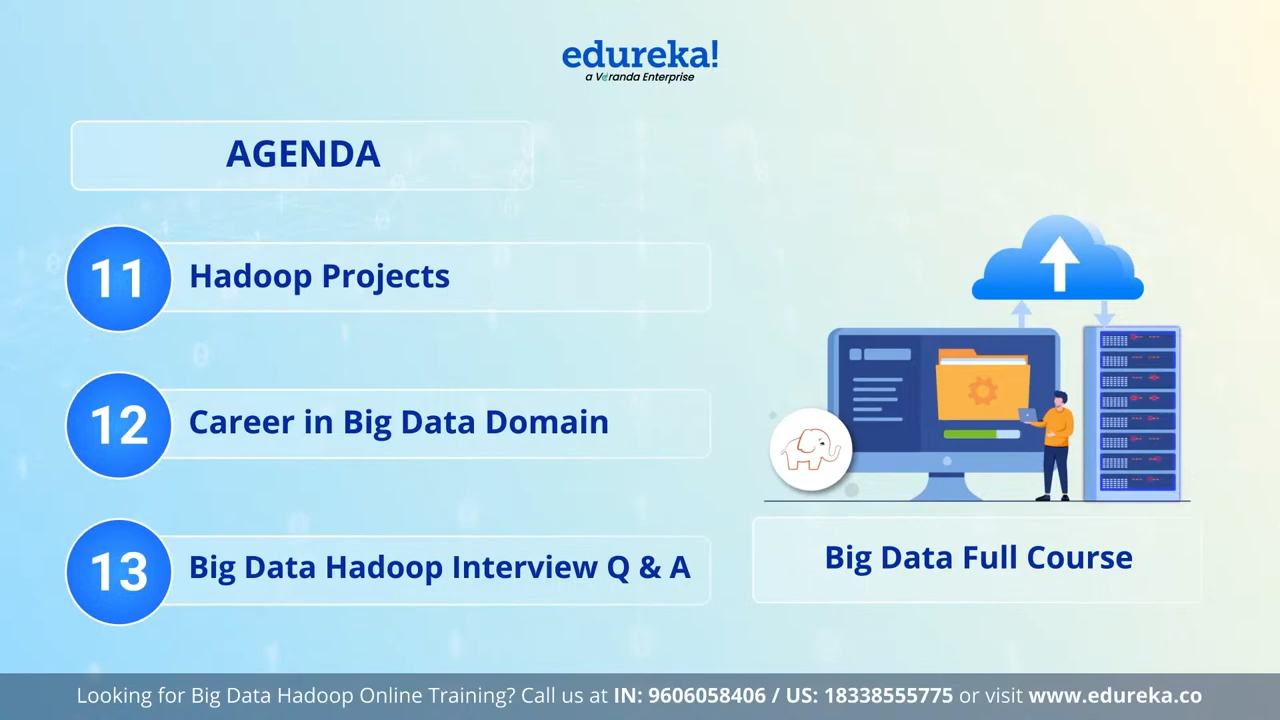 edureka!
a Veranda Enterprise
AGENDA
11 Hadoop Projects
12 Career in Big Data Domain
13 Big Data Hadoop Interview Q & A
Big Data Full Course
Looking for Big Data Hadoop Online Training? Call us at IN: 9606058406 / US: 18338555775 or visit www.edureka.co